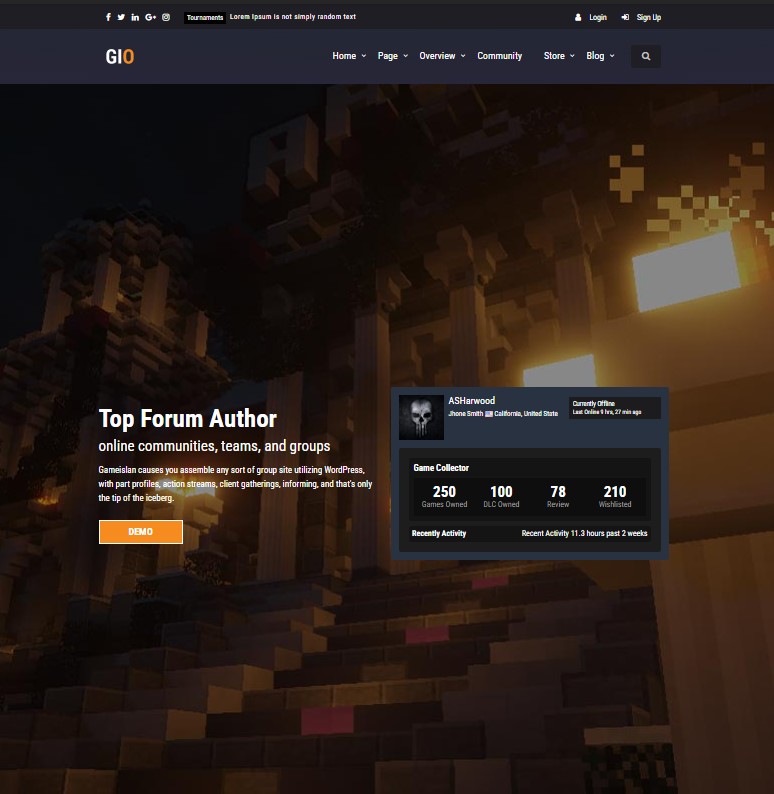 Tournaments Lorem Ipsum is not simply random text Login Sign Up
GIO Home Page Overview Community Store Blog
Top Forum Author
online communities, teams, and groups
Gameislan causes you assemble any sort of group site utilizing WordPress,
with part profiles, action streams, client gatherings, informing, and that's only
the tip of the iceberg.
DEMO
ASHarwood
Jhone Smith California, United State
Currently Offline
Last Online 9 hrs, 27 min ago
Game Collector
250 100 78 210
Games Owned DLC Owned Review Wishlisted
Recently Activity Recent Activity 11.3 hours past 2 weeks